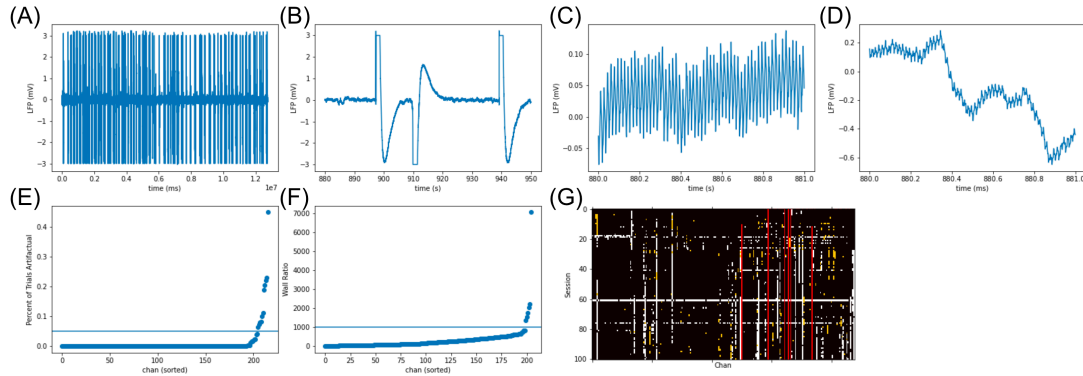 (A)
LFP (mV)
3
2
1
0
−1
−2
−3
0.0 0.2 0.4 0.6 0.8 1.0 1.2
1e7
time (ms)
(B)
LFP (mV)
3
2
1
0
−1
−2
−3
880 890 900 910 920 930 940 950
time (s)
(C)
LFP (mV)
0.10
0.05
0.00
−0.05
880.0 880.2 880.4 880.6 880.8 881.0
time (s)
(D)
LFP (mV)
0.2
0.0
−0.2
−0.4
−0.6
880.0 880.2 880.4 880.6 880.8 881.0
time (ms)
(E)
Percent of Trials Artifactual
0.4
0.3
0.2
0.1
0.0
0 50 100 150 200
chan (sorted)
(F)
Wall Ratio
7000
6000
5000
4000
3000
2000
1000
0
0 25 50 75 100 125 150 175 200
chan (sorted)
(G)
Session
0
20
40
60
80
100
Chan